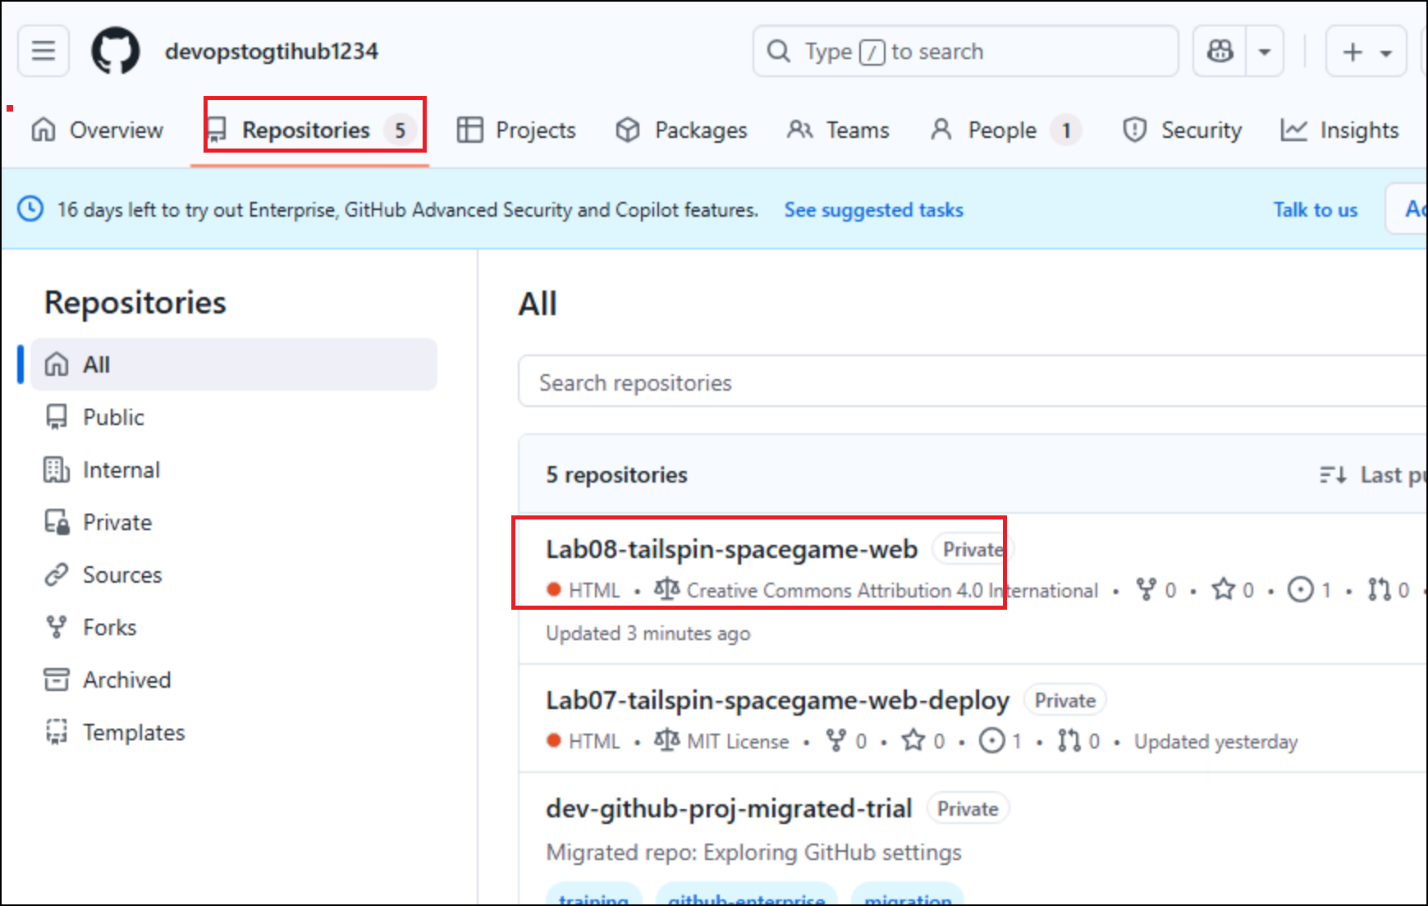 devopstogtihub1234
Type / to search
Overview
Repositories 5
Projects
Packages
Teams
People 1
Security
Insights
16 days left to try out Enterprise, GitHub Advanced Security and Copilot features. See suggested tasks
Talk to us
Repositories
All
Public
Internal
Private
Sources
Forks
Archived
Templates
All
Search repositories
5 repositories
Last pu
Lab08-tailspin-spacegame-web Private
HTML • Creative Commons Attribution 4.0 International • 0 • 0 • 1 • 0 •
Updated 3 minutes ago
Lab07-tailspin-spacegame-web-deploy Private
HTML • MIT License • 0 • 0 • 1 • 0 • Updated yesterday
dev-github-proj-migrated-trial Private
Migrated repo: Exploring GitHub settings
training github-enterprise migration